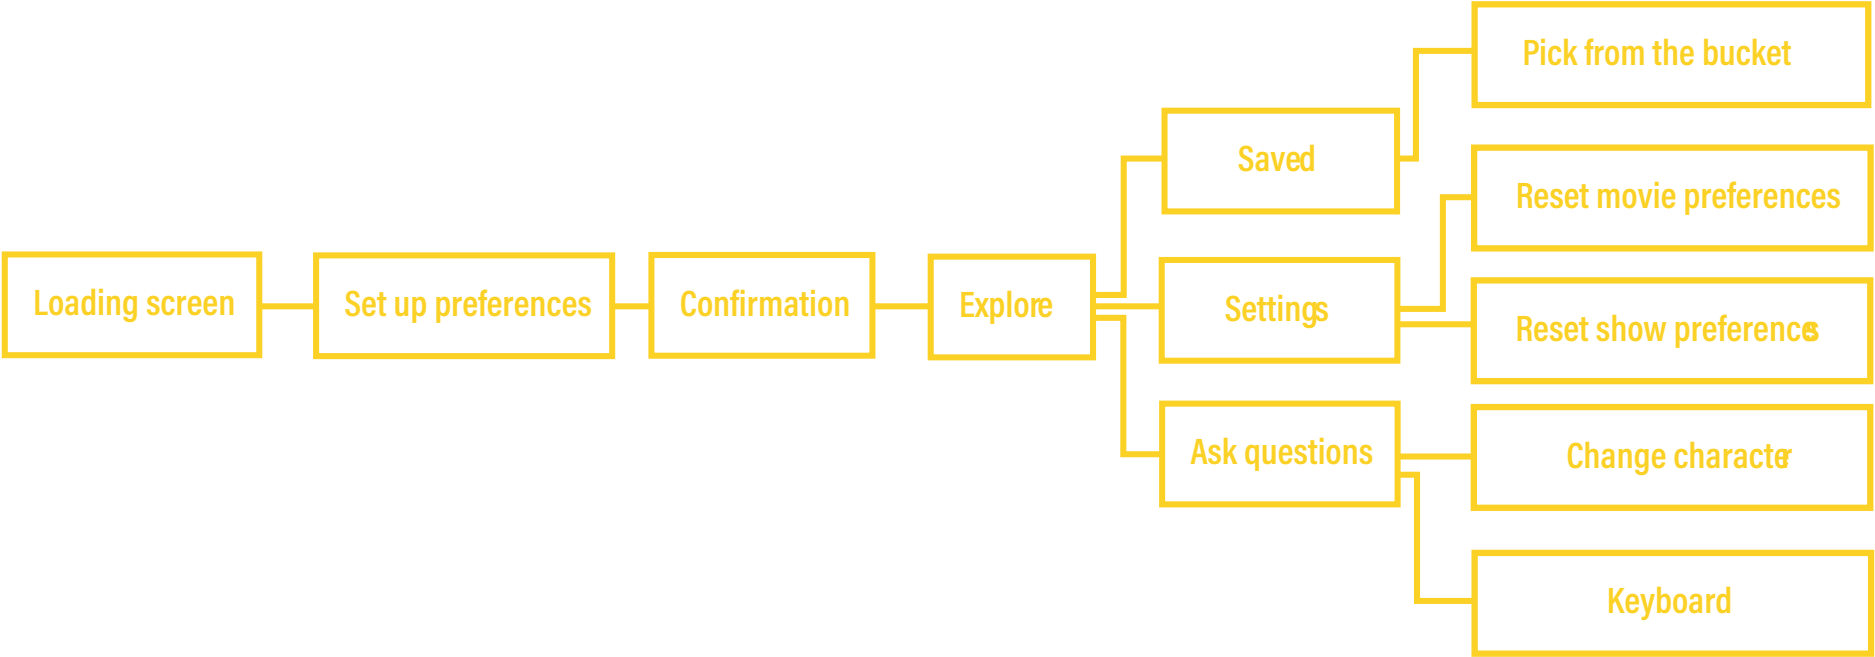 Loading screen
Set up preferences
Confirmation
Explore
Saved
Settings
Ask questions
Pick from the bucket
Reset movie preferences
Reset show preferences
Change character
Keyboard